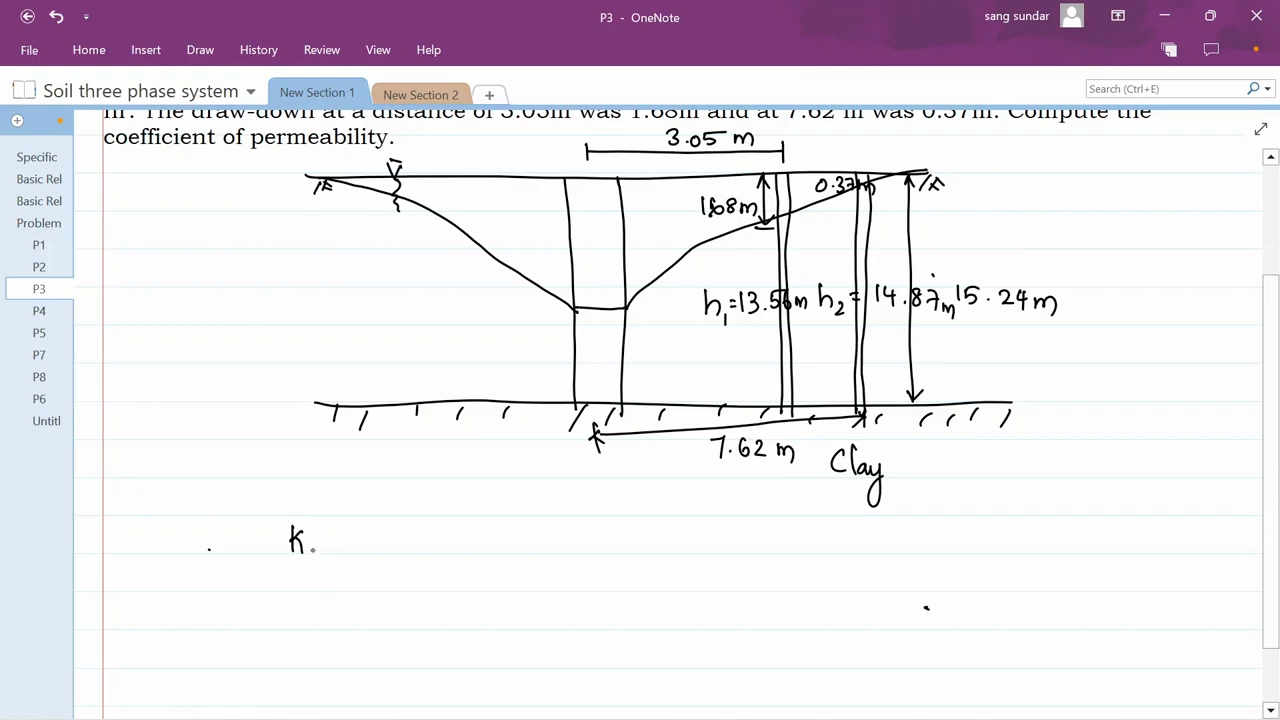 P3 - OneNote
sang sundar
File Home Insert Draw History Review View Help
Soil three phase system
New Section 1
New Section 2
Search (Ctrl+E)
m. The draw-down at a distance of 3.05m was 1.68m and at 7.62 m was 0.37m. Compute the
coefficient of permeability.
Specific
Basic Rel
Basic Rel
Problem
P1
P2
P3
P4
P5
P7
P8
P6
Untitl
3.05 m
1.68m
0.37m
h₁=13.56m h₂= 14.87m 15.24m
7.62 m
Clay
K